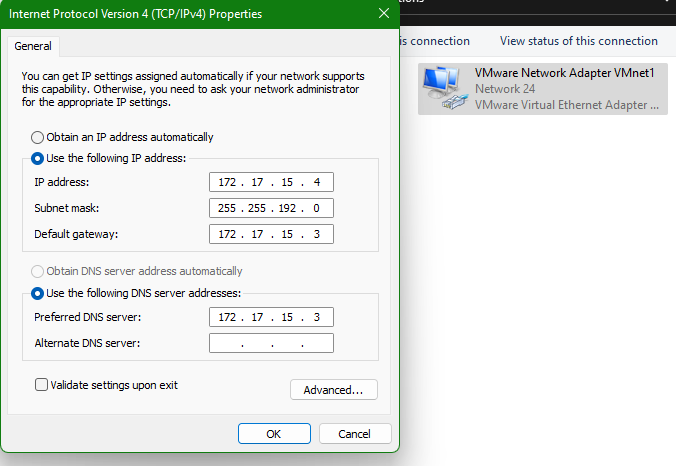 Internet Protocol Version 4 (TCP/IPv4) Properties
General
You can get IP settings assigned automatically if your network supports
this capability. Otherwise, you need to ask your network administrator
for the appropriate IP settings.
Obtain an IP address automatically
Use the following IP address:
IP address: 172 . 17 . 15 . 4
Subnet mask: 255 . 255 . 192 . 0
Default gateway: 172 . 17 . 15 . 3
Obtain DNS server address automatically
Use the following DNS server addresses:
Preferred DNS server: 172 . 17 . 15 . 3
Alternate DNS server: . . .
Validate settings upon exit
Advanced...
OK Cancel
is connection View status of this connection
VMware Network Adapter VMnet1
Network 24
VMware Virtual Ethernet Adapter ...